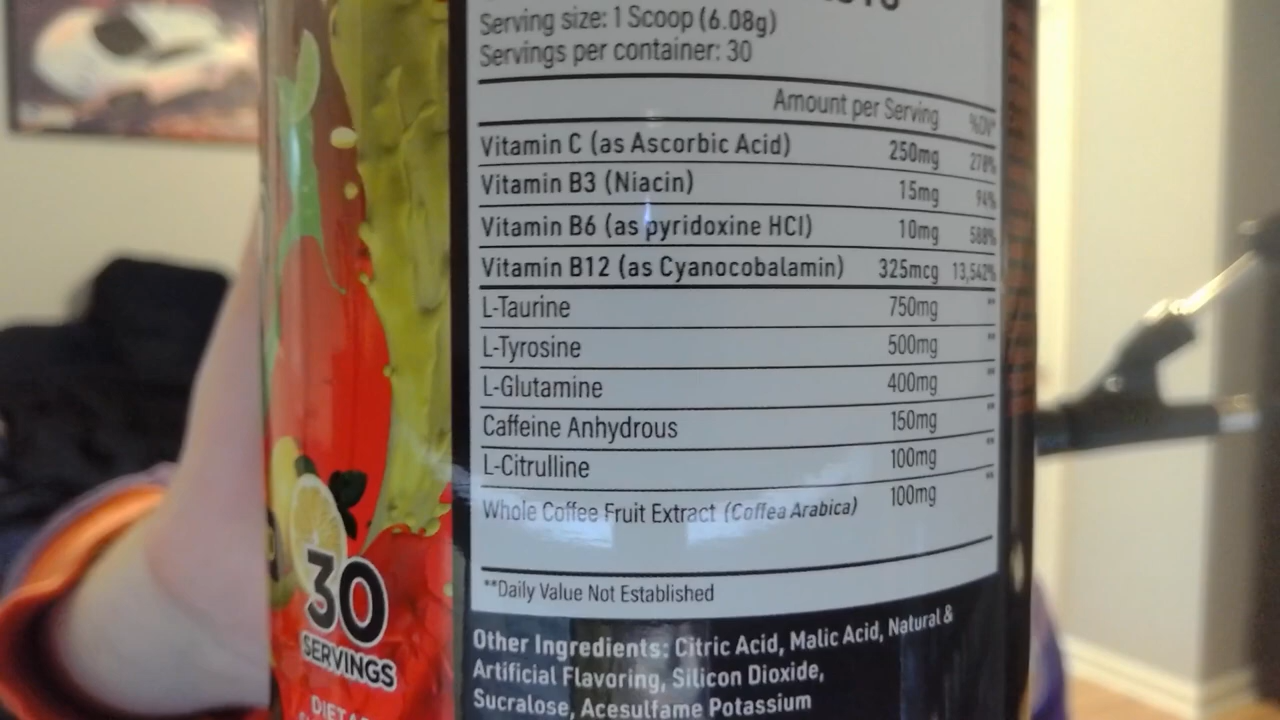 Serving size: 1 Scoop (6.08g)
Servings per container: 30
Amount per Serving %DV*
Vitamin C (as Ascorbic Acid) 250mg 278%
Vitamin B3 (Niacin) 15mg 94%
Vitamin B6 (as pyridoxine HCl) 10mg 588%
Vitamin B12 (as Cyanocobalamin) 325mcg 13,542%
L-Taurine 750mg **
L-Tyrosine 500mg **
L-Glutamine 400mg **
Caffeine Anhydrous 150mg **
L-Citrulline 100mg **
Whole Coffee Fruit Extract (Coffea Arabica) 100mg **
**Daily Value Not Established
Other Ingredients: Citric Acid, Malic Acid, Natural &
Artificial Flavoring, Silicon Dioxide,
Sucralose, Acesulfame Potassium
30
SERVINGS